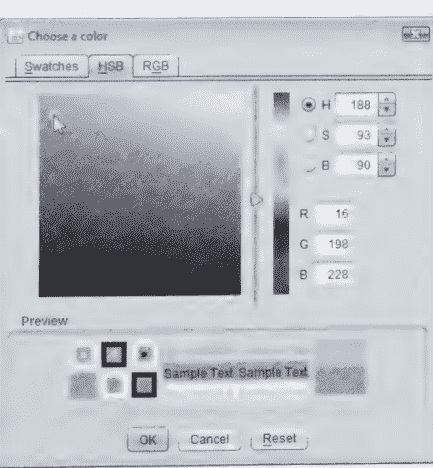 Choose a color
Swatches HSB RGB
H 188
S 93
B 90
R 16
G 198
B 228
Preview
Sample Text Sample Text
OK Cancel Reset